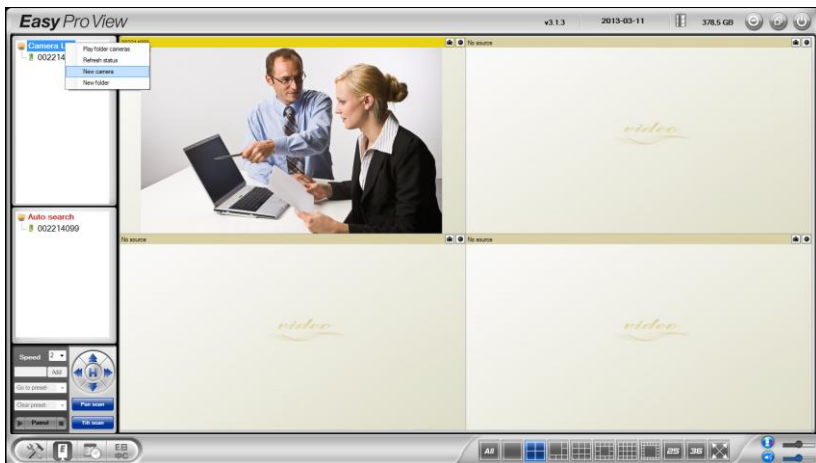 Easy Pro View
v3.1.3
2013-03-11
378.5 GB
Camera L
002214
Play folder cameras
Refresh status
New camera
New folder
No source
video
Auto search
002214099
No source
No source
video
video
Speed
2
Add
Go to preset
Clear preset
Pan scan
Patrol
Tilt scan
H
All
25
36